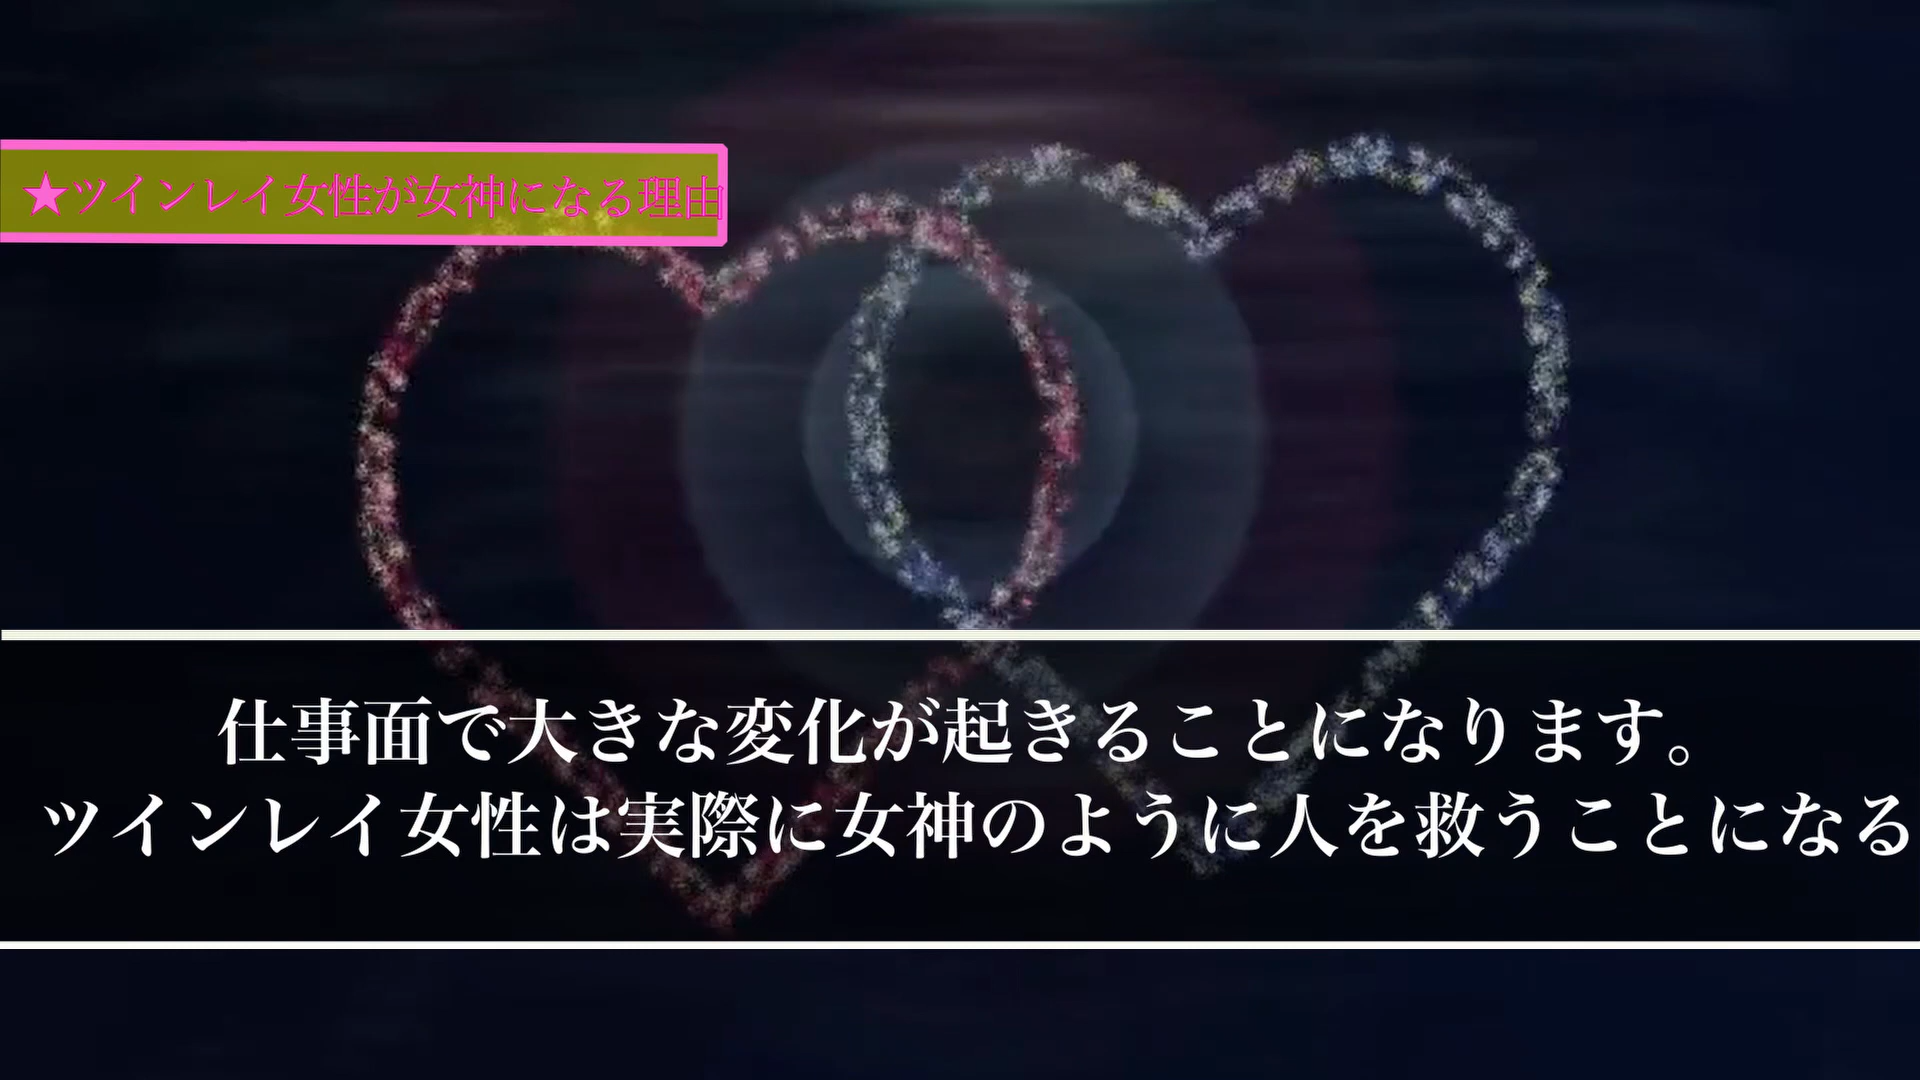 ★ツインレイ女性が女神になる理由
仕事面で大きな変化が起きることになります。
ツインレイ女性は実際に女神のように人を救うことになる